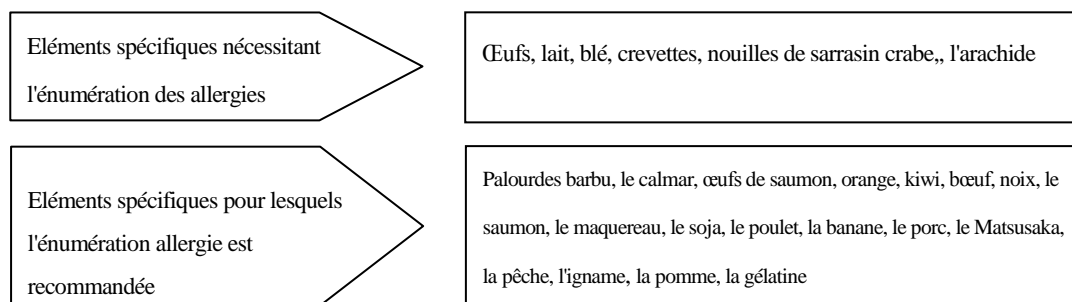 Eléments spécifiques nécessitant
l'énumération des allergies
Œufs, lait, blé, crevettes, nouilles de sarrasin crabe,, l'arachide
Eléments spécifiques pour lesquels
l'énumération allergie est
recommandée
Palourdes barbu, le calmar, œufs de saumon, orange, kiwi, bœuf, noix, le
saumon, le maquereau, le soja, le poulet, la banane, le porc, le Matsusaka,
la pêche, l'igname, la pomme, la gélatine